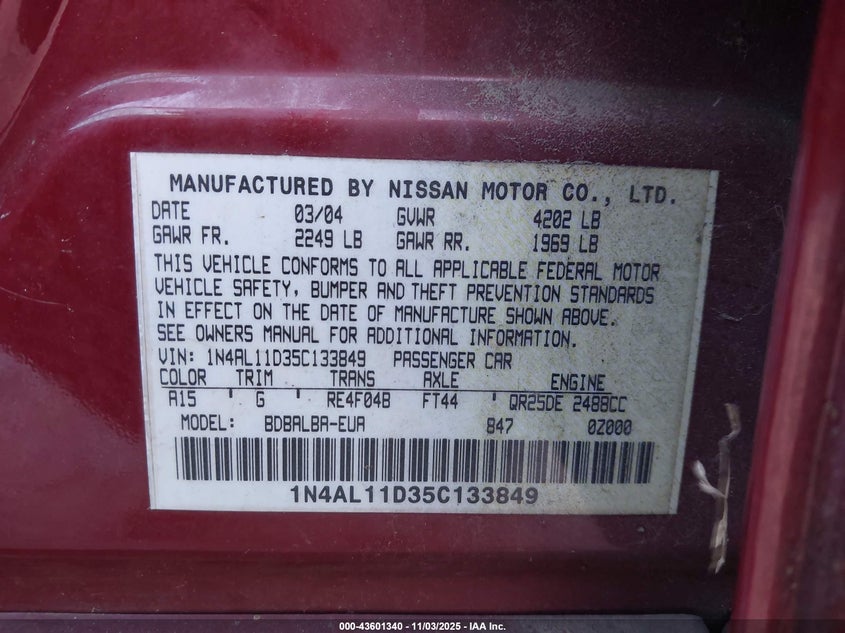 MANUFACTURED BY NISSAN MOTOR CO., LTD.
DATE 03/04 GVWR 4202 LB
GAWR FR. 2249 LB GAWR RR. 1969 LB
THIS VEHICLE CONFORMS TO ALL APPLICABLE FEDERAL MOTOR
VEHICLE SAFETY, BUMPER AND THEFT PREVENTION STANDARDS
IN EFFECT ON THE DATE OF MANUFACTURE SHOWN ABOVE.
SEE OWNERS MANUAL FOR ADDITIONAL INFORMATION.
VIN: 1N4AL11D35C133849 PASSENGER CAR
COLOR TRIM TRANS AXLE ENGINE
A15 G RE4F04B FT44 QR25DE 2488CC
MODEL: BDBALBA-EUA 847 0Z000
1N4AL11D35C133849
000-43601340 - 11/03/2025 - IAA Inc.